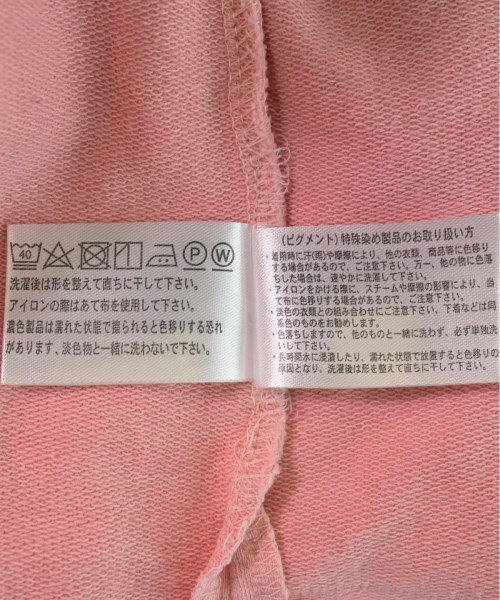 40
P
W
洗濯後は形を整えて直ちに干して下さい。
アイロンの際はあて布を使用して下さい。
濃色製品は濡れた状態で擦られると色移りする恐れ
があります、淡色物と一緒に洗わないで下さい。
(ピグメント)特殊染め製品のお取り扱い方
・着用時に汗(雨)や摩擦により、他の衣類、商品等に色移り
する場合があるので、ご注意下さい。万一、他の物に色落
ちした場合は、速やかに洗濯して下さい。
・アイロンをかける際に、スチームや摩擦の影響により、当
て布に色移りする場合がありますので、ご注意下さい。
・淡色の衣類との組み合わせにご注意下さい、下着などは同
系色のものをお勧めします。
・色落ちしますので、他のものと一緒に洗わず、必ず単独洗
いして下さい。
・長時間水に浸漬したり、濡れた状態で放置すると色移りの
原因となり、洗濯後は形を整えて直ちに干して下さい。